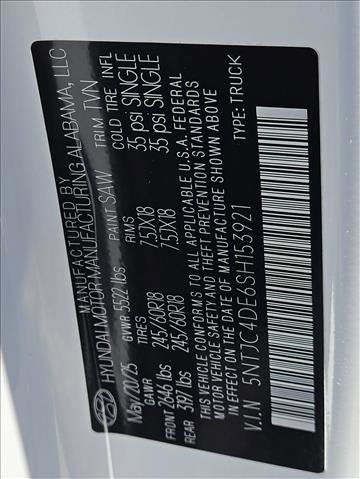 MANUFACTURED BY
HYUNDAI MOTOR MANUFACTURING ALABAMA, LLC
May/20/25 GVWR 5522 lbs PAINT SAW TRIM TVN
GAWR TIRES RIMS COLD TIRE INFL
FRONT 2646 lbs 245/60R18 7.5JX18 35 psi SINGLE
REAR 3197 lbs 245/60R18 7.5JX18 35 psi SINGLE
THIS VEHICLE CONFORMS TO ALL APPLICABLE U.S.A. FEDERAL
MOTOR VEHICLE SAFETY AND THEFT PREVENTION STANDARDS
IN EFFECT ON THE DATE OF MANUFACTURE SHOWN ABOVE
V.I.N 5NTJC4DE6SH153921 TYPE: TRUCK